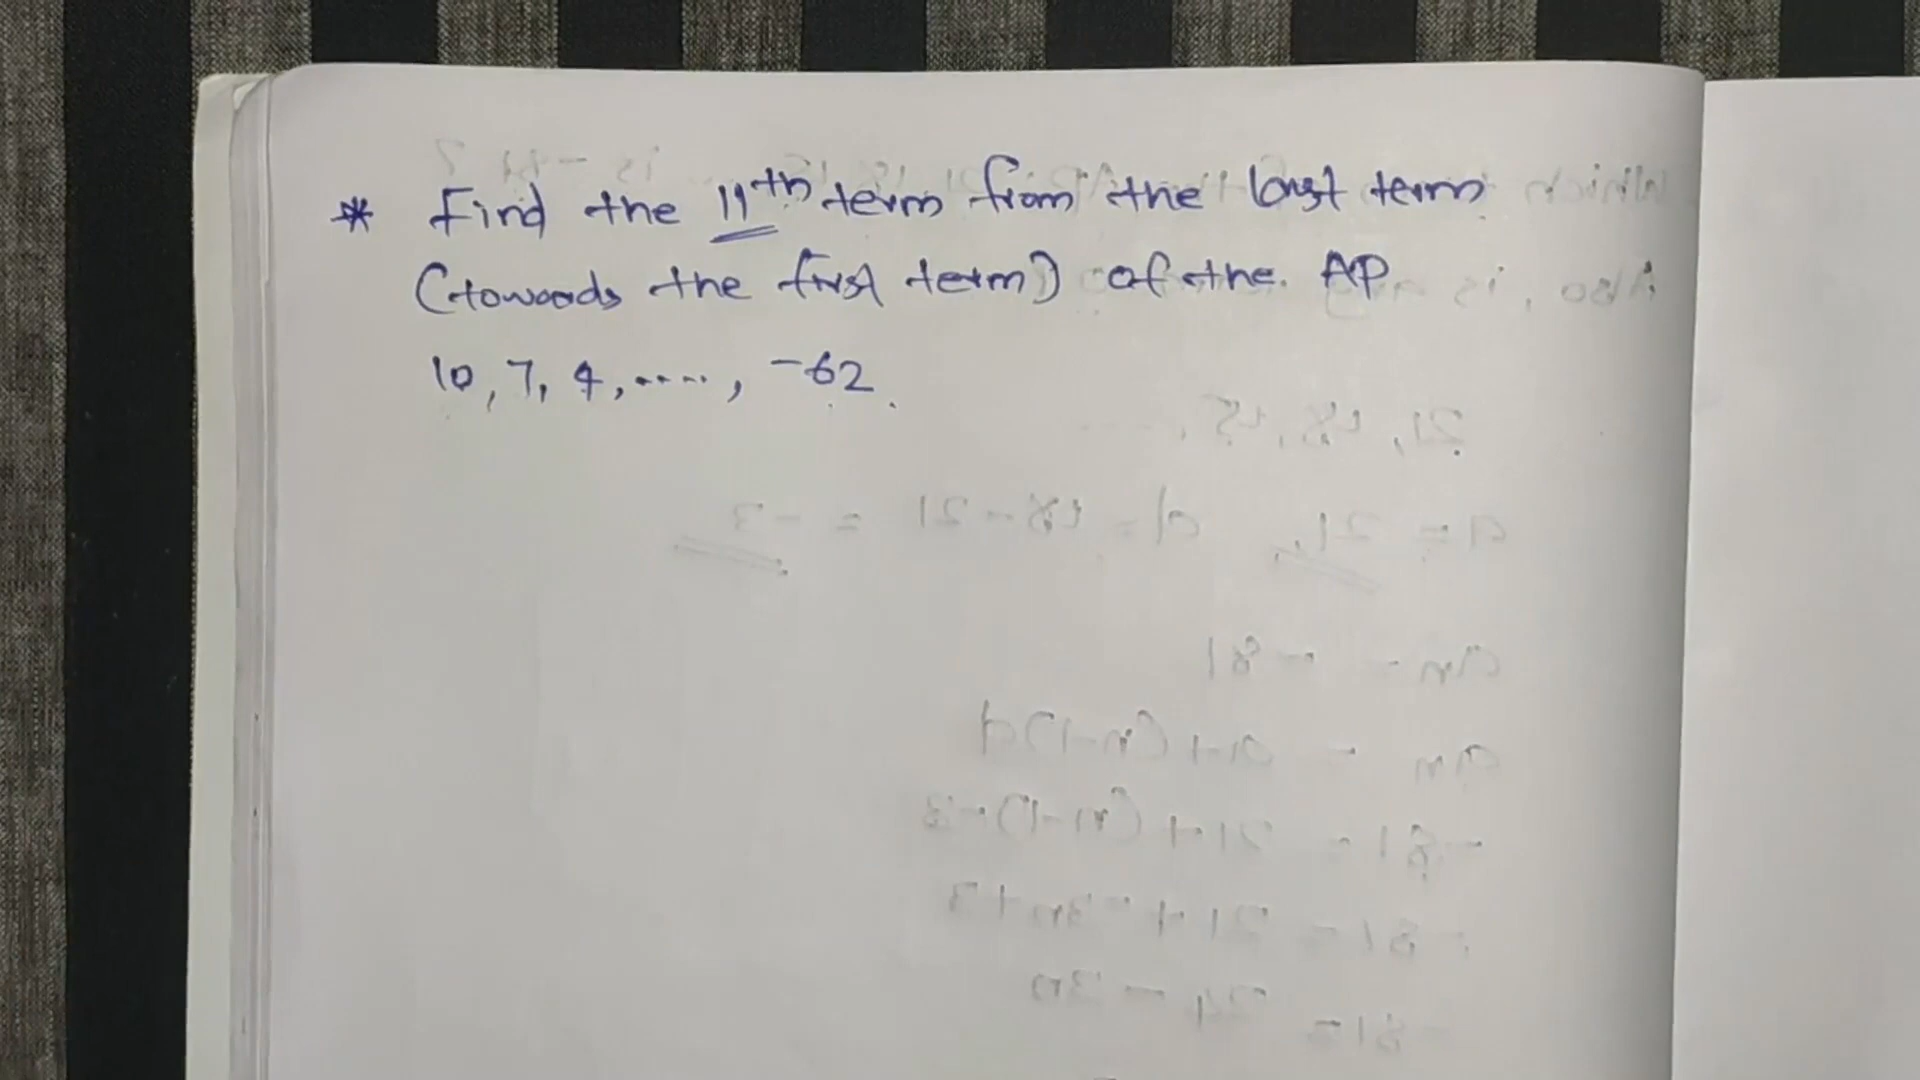 * Find the 11th term from the last term
(towards the first term) of the AP
10, 7, 4, ...., -62.